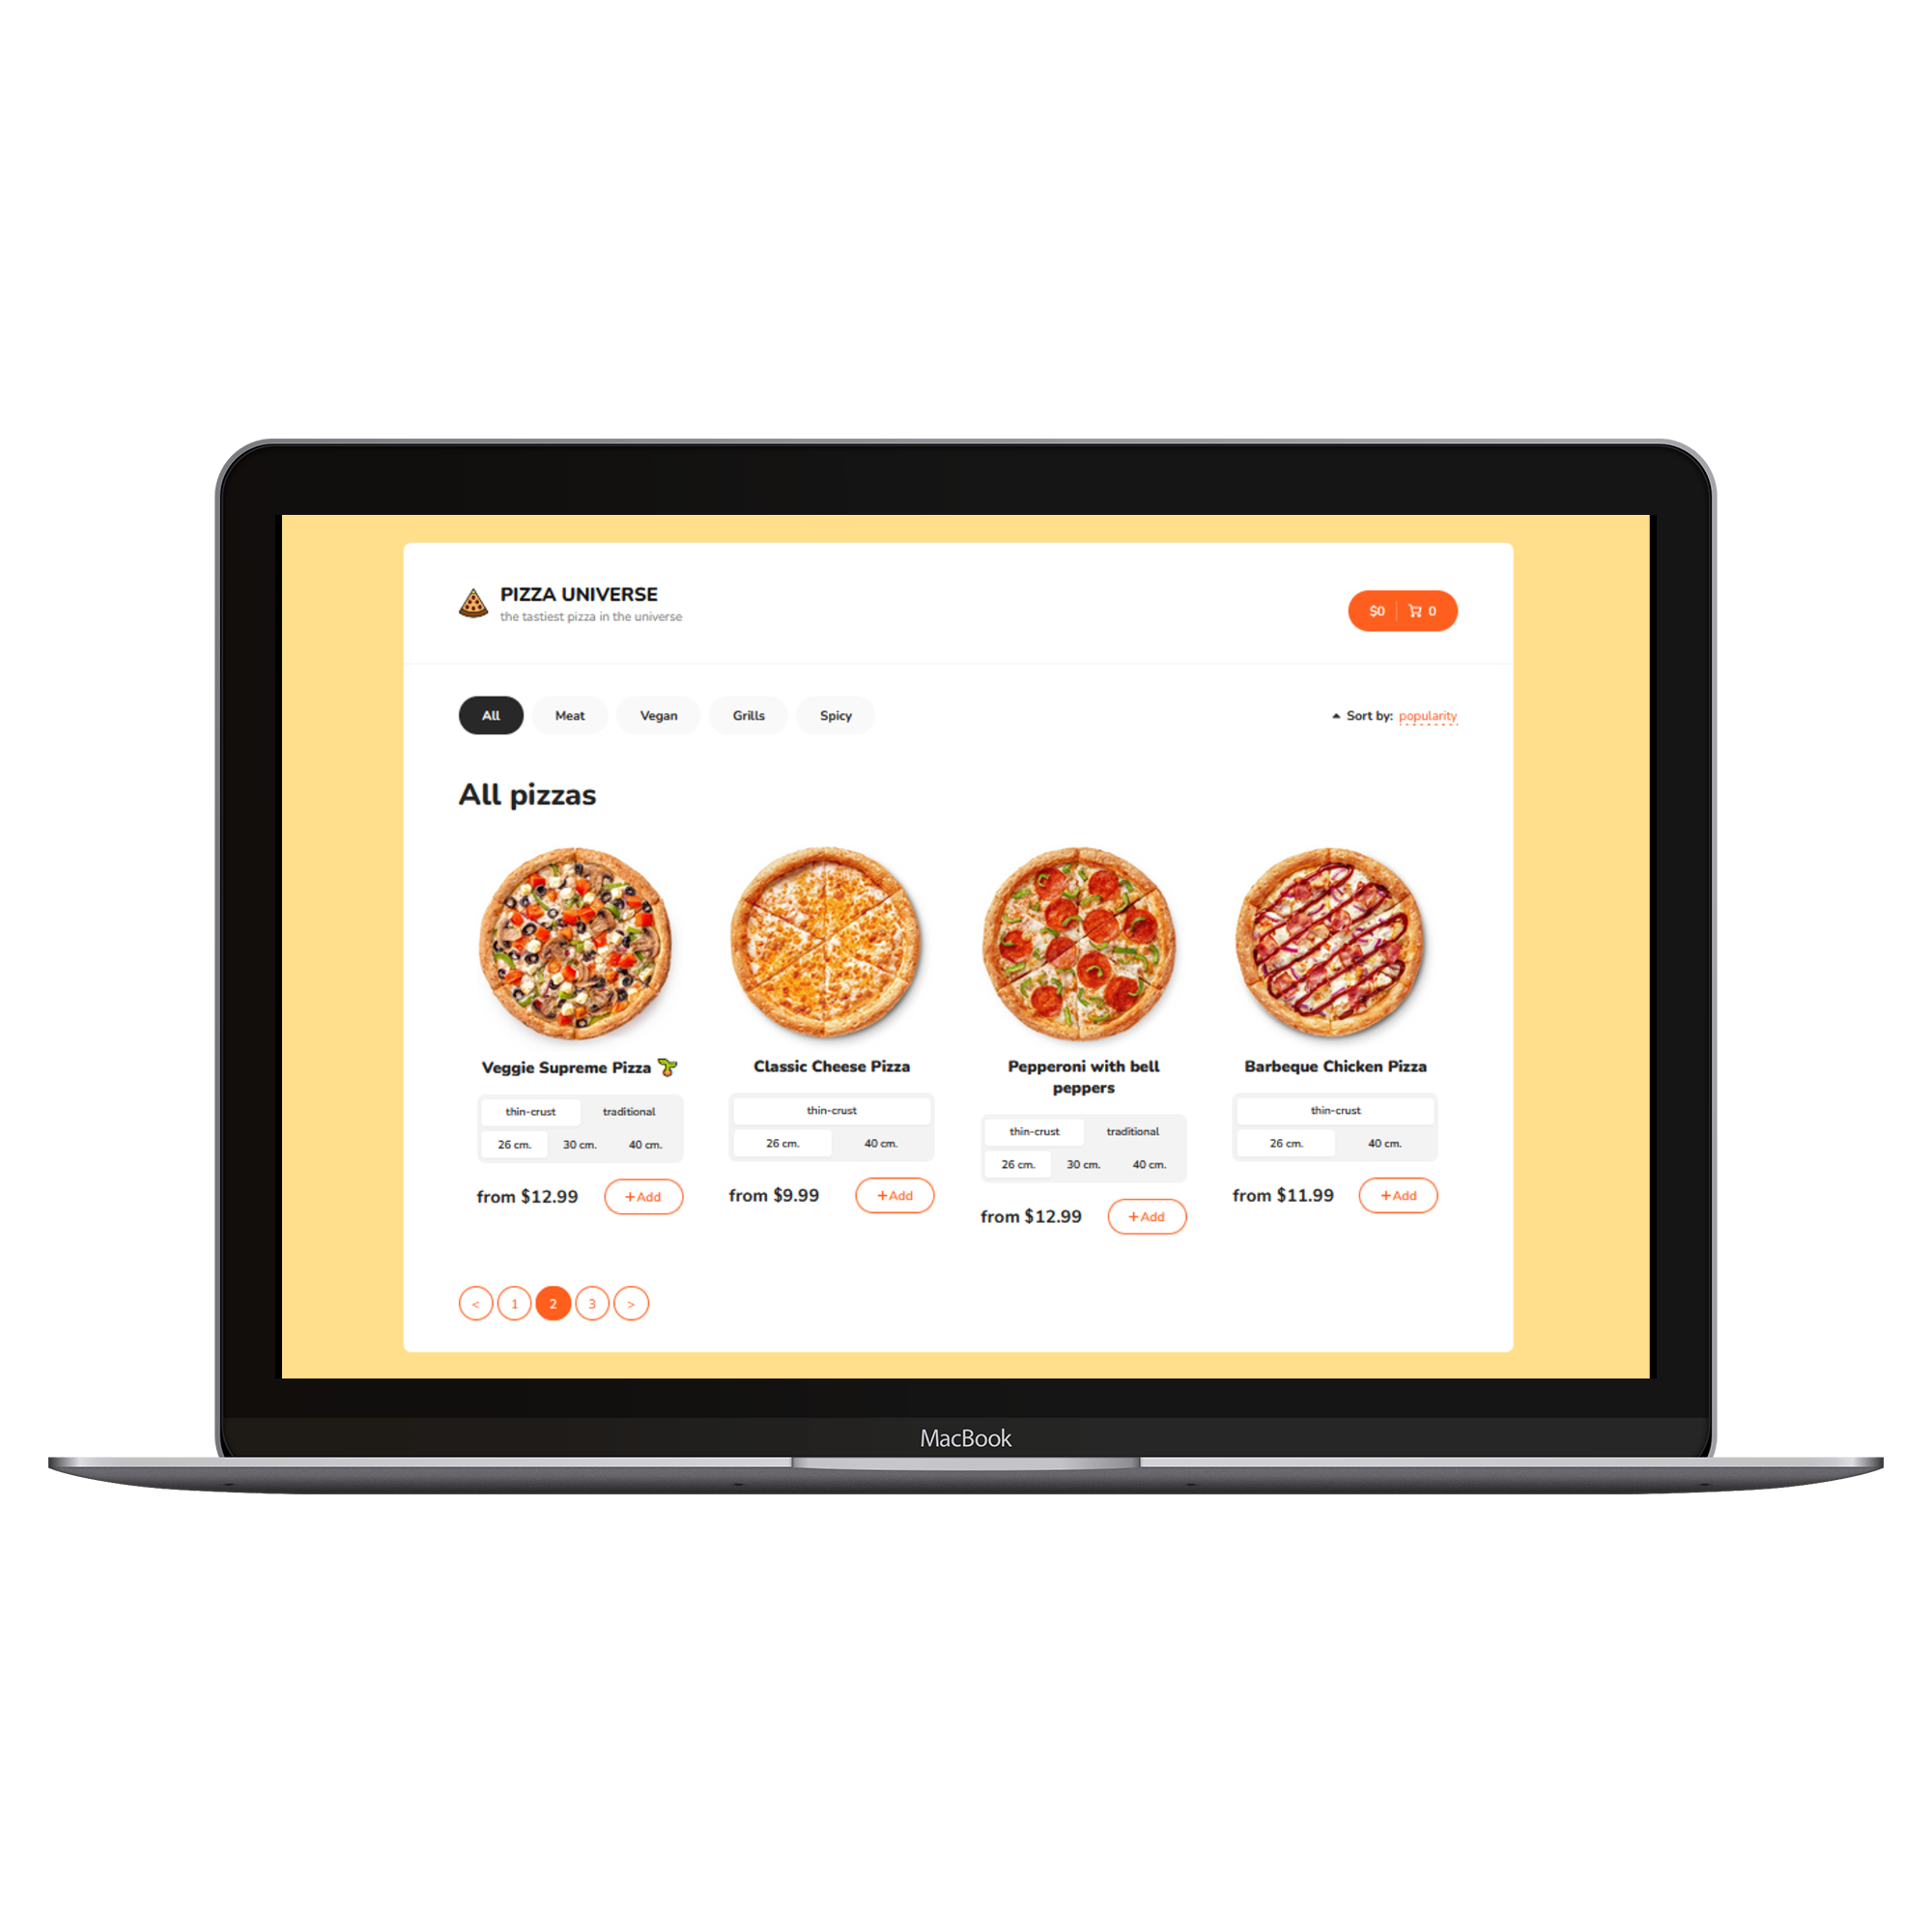 PIZZA UNIVERSE
the tastiest pizza in the universe
$0 0
All Meat Vegan Grills Spicy
Sort by: popularity
All pizzas
Veggie Supreme Pizza
thin-crust traditional
26 cm. 30 cm. 40 cm.
from $12.99 +Add
Classic Cheese Pizza
thin-crust
26 cm. 40 cm.
from $9.99 +Add
Pepperoni with bell
peppers
thin-crust traditional
26 cm. 30 cm. 40 cm.
from $12.99 +Add
Barbeque Chicken Pizza
thin-crust
26 cm. 40 cm.
from $11.99 +Add
< 1 2 3 >
MacBook